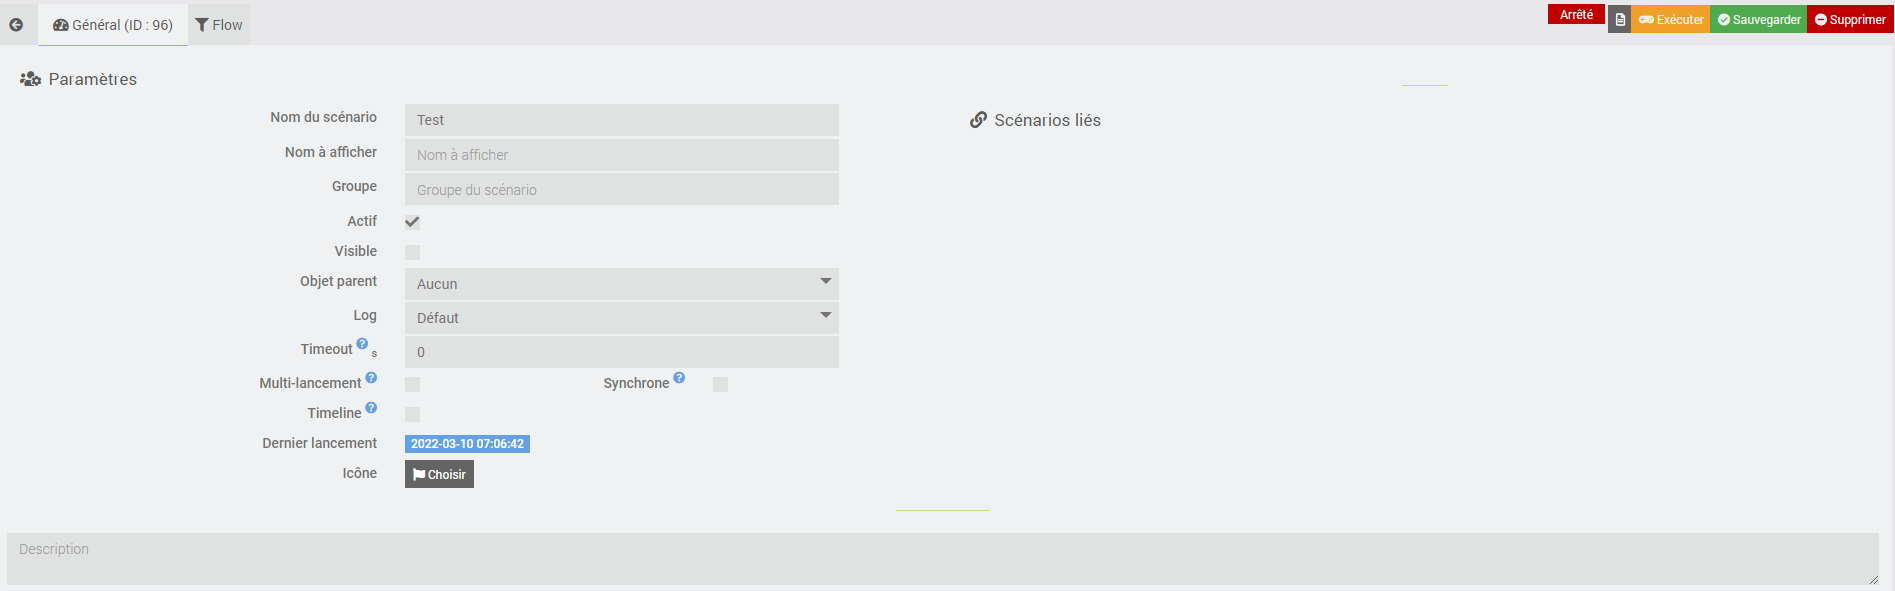 Général (ID : 96)
Flow
Arrêté
Exécuter
Sauvegarder
Supprimer
Paramètres
Nom du scénario
Test
Scénarios liés
Nom à afficher
Nom à afficher
Groupe
Groupe du scénario
Actif
Visible
Objet parent
Aucun
Log
Défaut
Timeout ? s
0
Multi-lancement ?
Synchrone ?
Timeline ?
Dernier lancement
2022-03-10 07:06:42
Icône
Choisir
Description